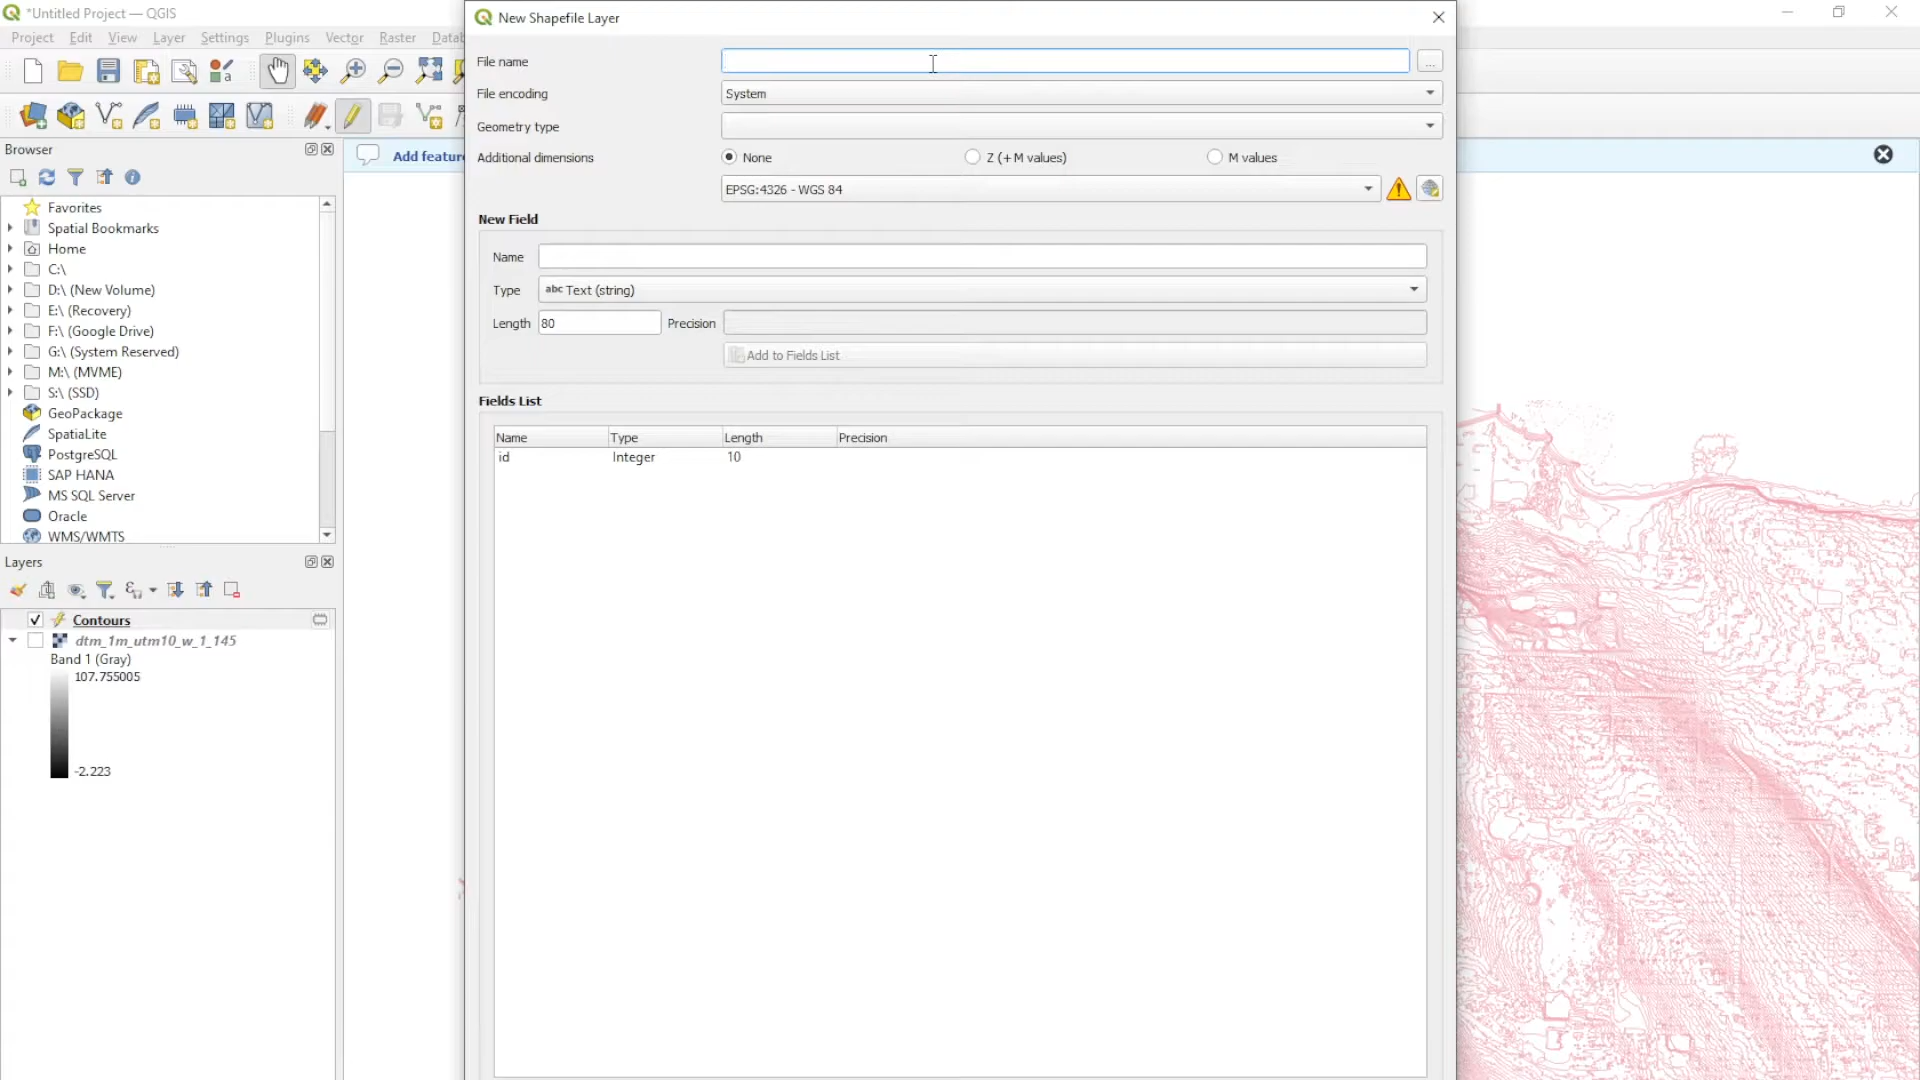 *Untitled Project — QGIS
Project Edit View Layer Settings Plugins Vector Raster Datab
Browser
Favorites
Spatial Bookmarks
Home
C:\
D:\ (New Volume)
E:\ (Recovery)
F:\ (Google Drive)
G:\ (System Reserved)
M:\ (MVME)
S:\ (SSD)
GeoPackage
SpatiaLite
PostgreSQL
SAP HANA
MS SQL Server
Oracle
WMS/WMTS
Layers
Contours
dtm_1m_utm10_w_1_145
Band 1 (Gray)
107.755005
-2.223
Add featur
New Shapefile Layer
File name
...
File encoding
System
Geometry type
Additional dimensions
None
Z (+ M values)
M values
EPSG:4326 - WGS 84
New Field
Name
Type
abc Text (string)
Length
80
Precision
Add to Fields List
Fields List
Name Type Length Precision
id Integer 10